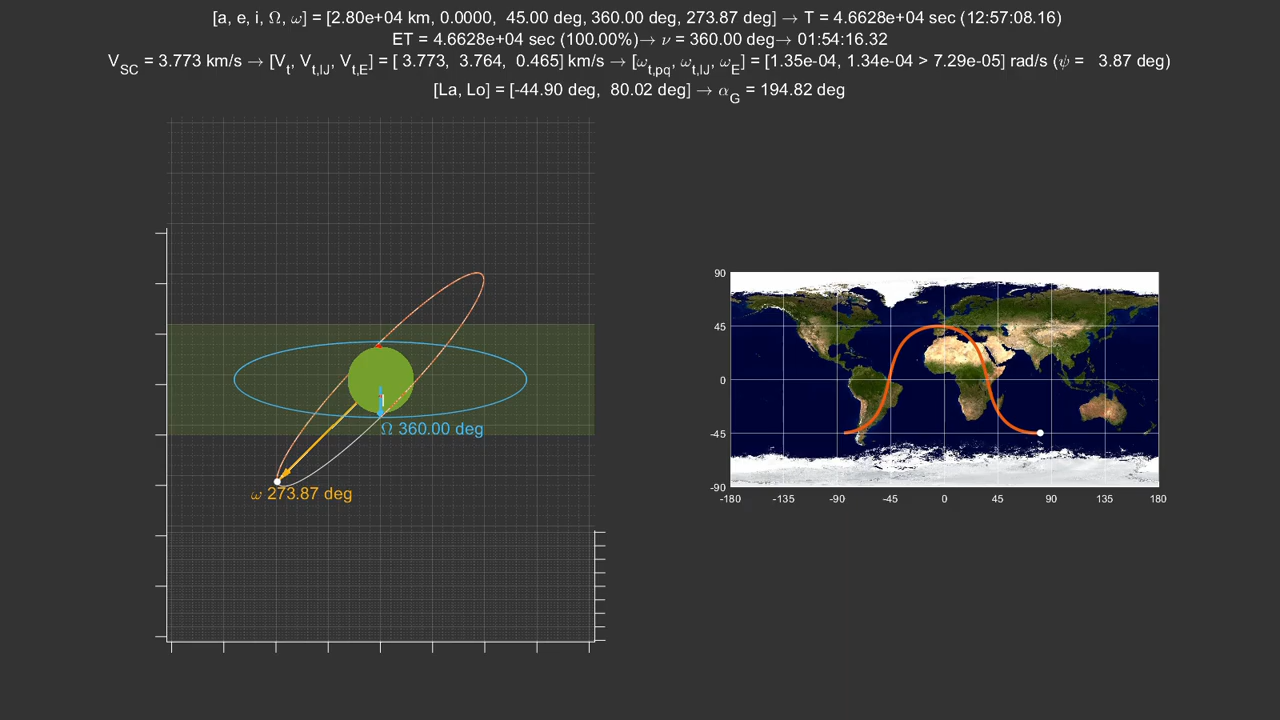 [a, e, i, Ω, ω] = [2.80e+04 km, 0.0000,  45.00 deg, 360.00 deg, 273.87 deg] → T = 4.6628e+04 sec (12:57:08.16)
ET = 4.6628e+04 sec (100.00%)→ ν = 360.00 deg→ 01:54:16.32
V_SC = 3.773 km/s → [V_t, V_t,IJ, V_t,E] = [ 3.773,  3.764,  0.465] km/s → [ω_t,pq, ω_t,IJ, ω_E] = [1.35e-04, 1.34e-04 > 7.29e-05] rad/s (ψ =   3.87 deg)
[La, Lo] = [-44.90 deg,  80.02 deg] → α_G = 194.82 deg
Ω 360.00 deg
ω 273.87 deg
90
45
0
-45
-90
-180 -135 -90 -45 0 45 90 135 180